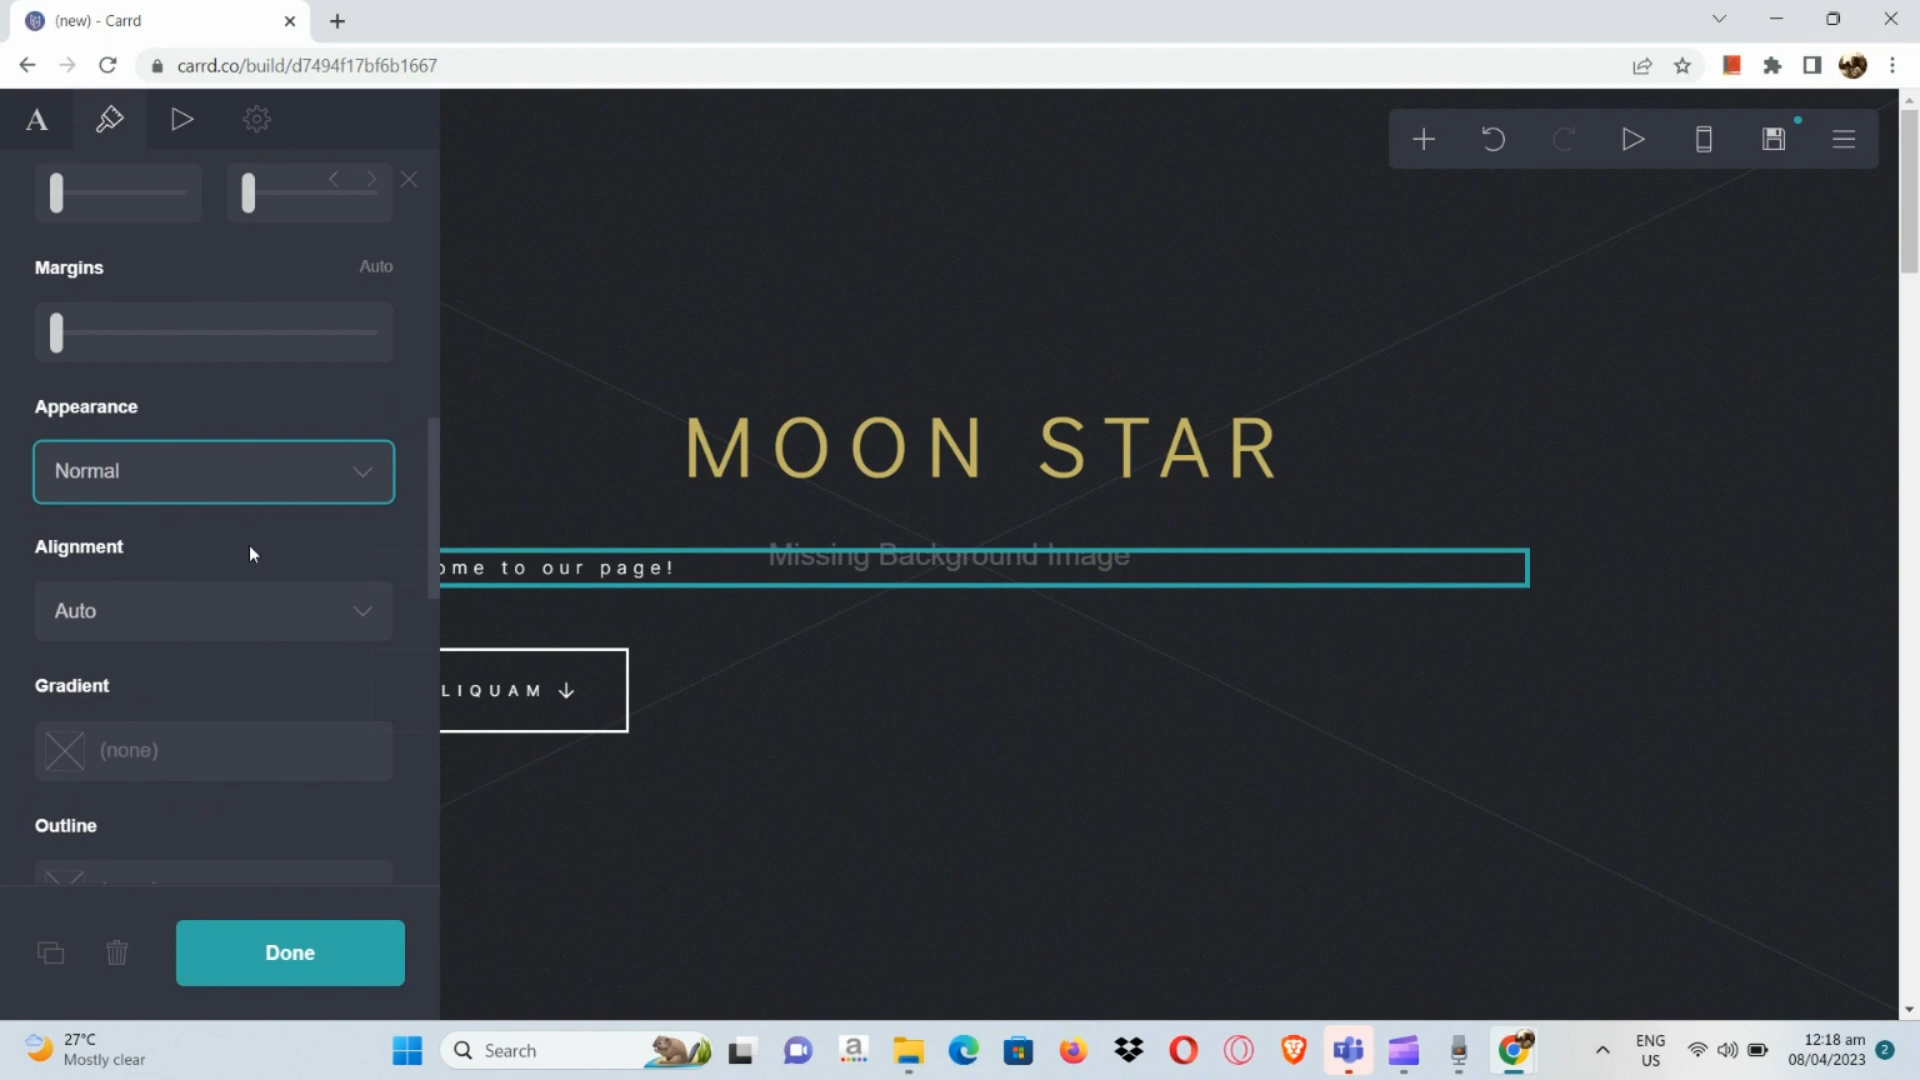 (new) - Carrd
carrd.co/build/d7494f17bf6b1667
A
Margins
Auto
Appearance
Normal
Alignment
Auto
Gradient
(none)
Outline
Done
MOON STAR
Missing Background Image
ome to our page!
LIQUAM ↓
27°C
Mostly clear
Search
a
ENG
US
12:18 am
08/04/2023
2